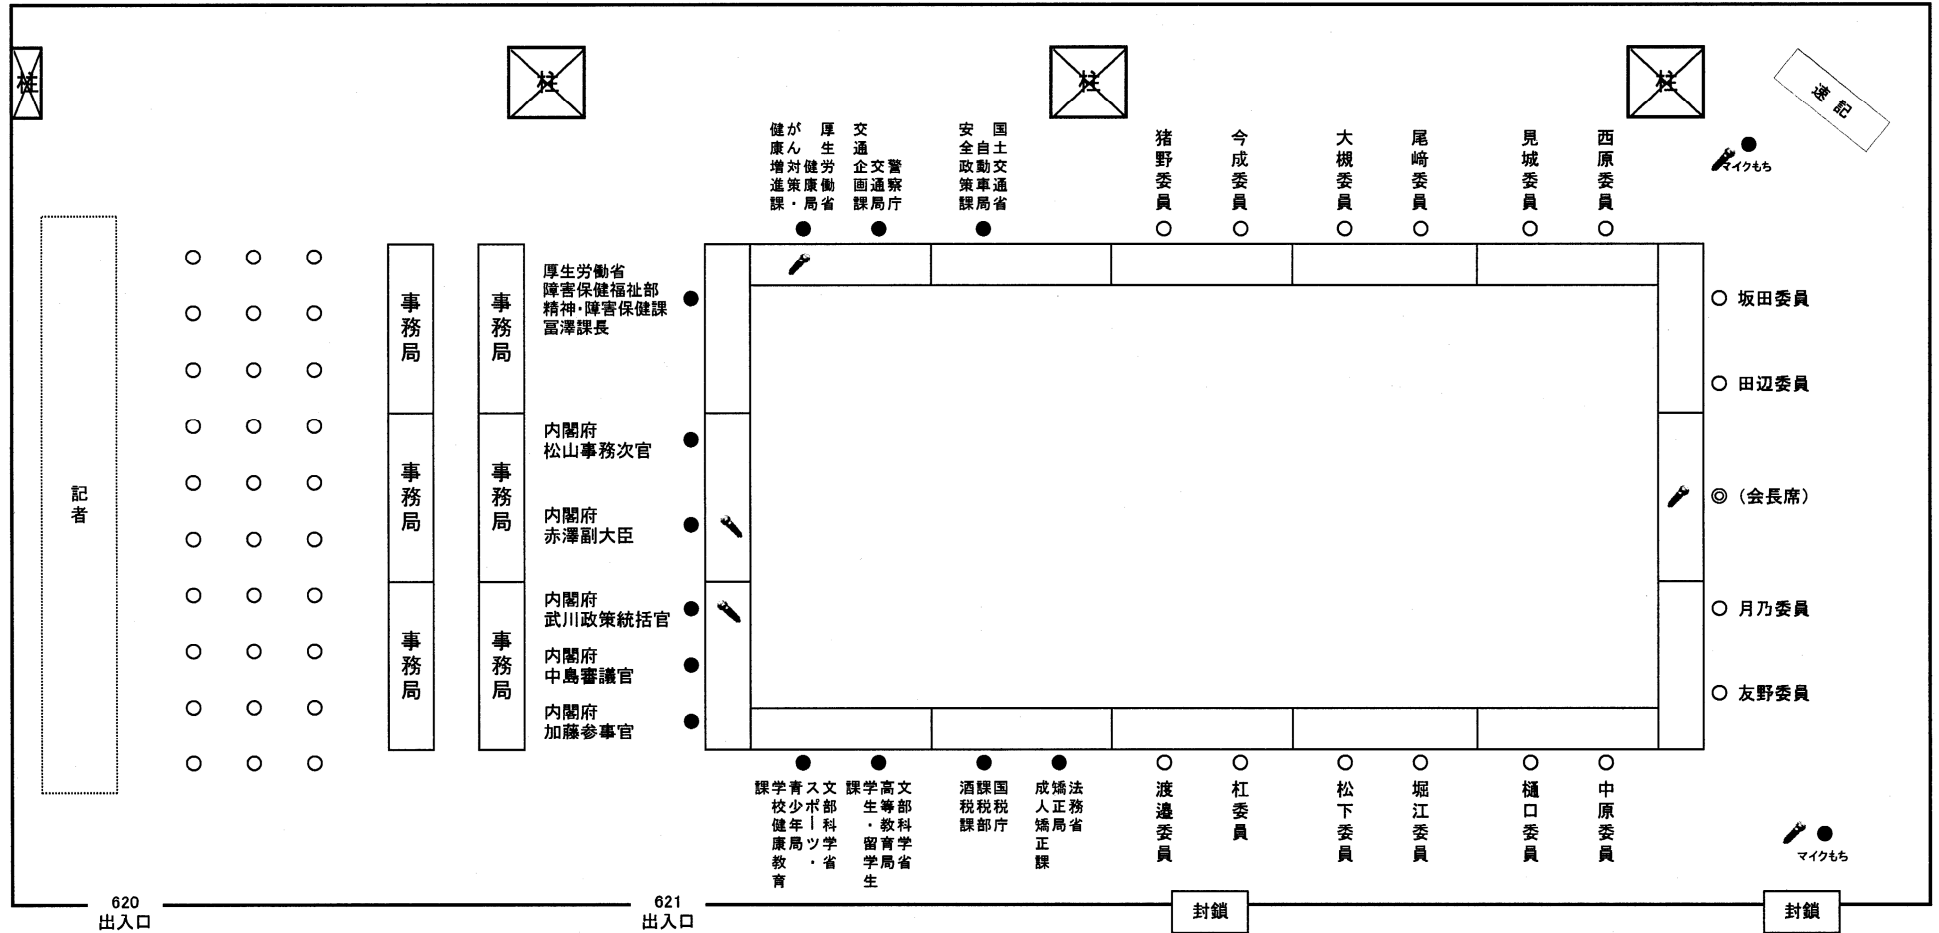 柱
柱
柱
柱
速記
マイクもち
厚生労働省
健康局
がん対策・
健康増進課
警察庁
交通局
交通企画課
国土交通省
自動車局
安全政策課
猪野委員
今成委員
大槻委員
尾﨑委員
見城委員
西原委員
記者
事務局
事務局
事務局
事務局
事務局
事務局
厚生労働省
障害保健福祉部
精神・障害保健課
冨澤課長
内閣府
松山事務次官
内閣府
赤澤副大臣
内閣府
武川政策統括官
内閣府
中島審議官
内閣府
加藤参事官
坂田委員
田辺委員
◎（会長席）
月乃委員
友野委員
文部科学省
スポーツ・
青少年局
学校健康教育
課
文部科学省
高等教育局
学生・留学生
課
国税庁
課税部
酒税課
法務省
矯正局
成人矯正課
渡邉委員
杠委員
松下委員
堀江委員
樋口委員
中原委員
マイクもち
620
出入口
621
出入口
封鎖
封鎖